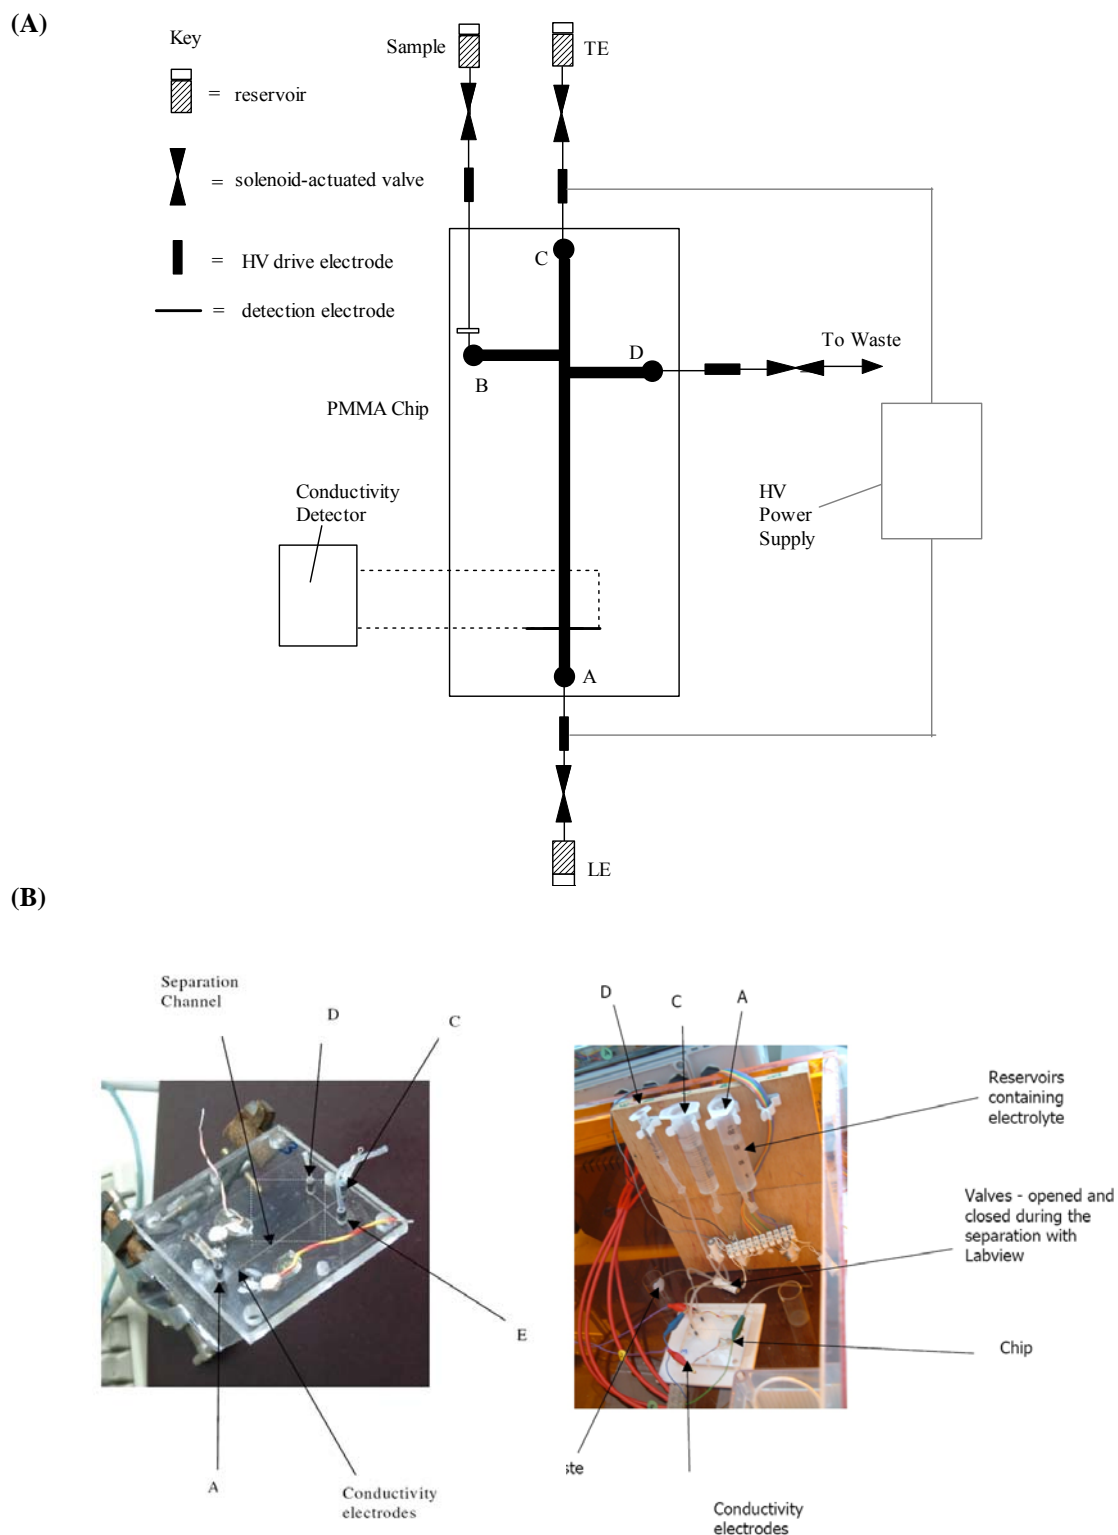 (A)
Key
= reservoir
= solenoid-actuated valve
= HV drive electrode
= detection electrode
Sample
TE
C
B
D
To Waste
PMMA Chip
Conductivity
Detector
HV
Power
Supply
A
LE
(B)
Separation
Channel
D
C
E
A
Conductivity
electrodes
D
C
A
Reservoirs
containing
electrolyte
Valves - opened and
closed during the
separation with
Labview
Chip
ste
Conductivity
electrodes